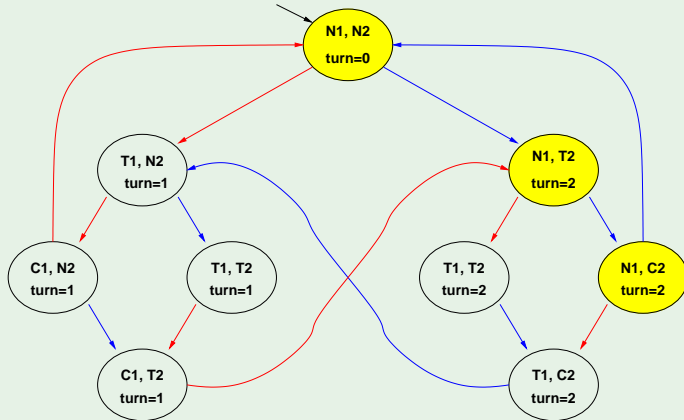 N1, N2
turn=0
T1, N2
turn=1
N1, T2
turn=2
C1, N2
turn=1
T1, T2
turn=1
T1, T2
turn=2
N1, C2
turn=2
C1, T2
turn=1
T1, C2
turn=2